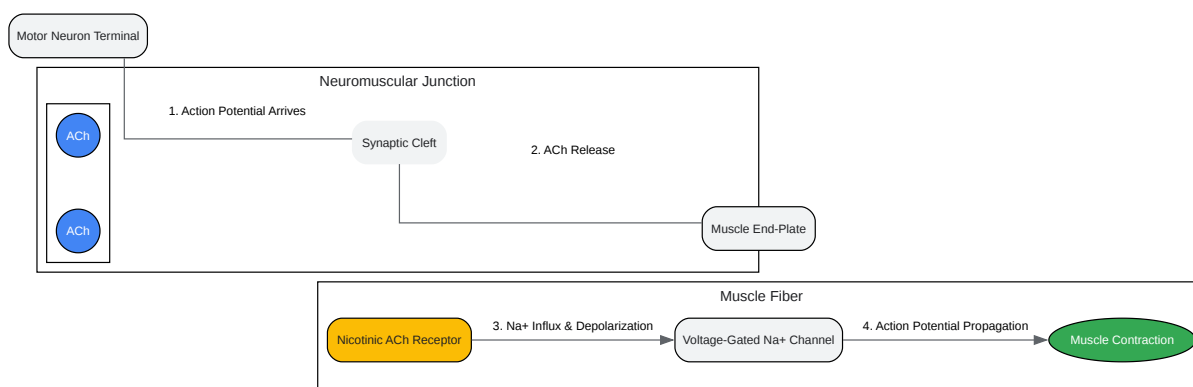 Motor Neuron Terminal
Neuromuscular Junction
1. Action Potential Arrives
ACh
Synaptic Cleft
2. ACh Release
ACh
Muscle End-Plate
Muscle Fiber
Nicotinic ACh Receptor
3. Na+ Influx & Depolarization
Voltage-Gated Na+ Channel
4. Action Potential Propagation
Muscle Contraction